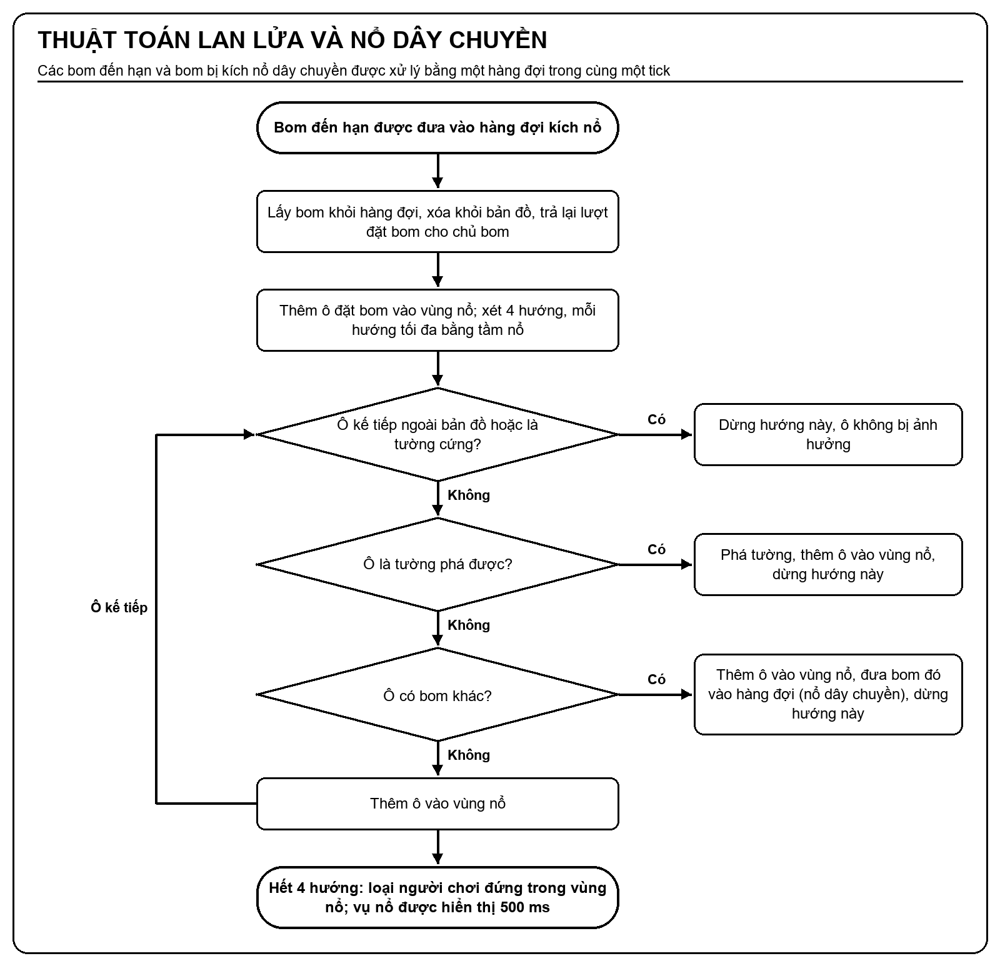 THUẬT TOÁN LAN LỬA VÀ NỔ DÂY CHUYỀN
Các bom đến hạn và bom bị kích nổ dây chuyền được xử lý bằng một hàng đợi trong cùng một tick
Bom đến hạn được đưa vào hàng đợi kích nổ
Lấy bom khỏi hàng đợi, xóa khỏi bản đồ, trả lại lượt
đặt bom cho chủ bom
Thêm ô đặt bom vào vùng nổ; xét 4 hướng, mỗi
hướng tối đa bằng tầm nổ
Ô kế tiếp ngoài bản đồ hoặc là
tường cứng?
Có
Dừng hướng này, ô không bị ảnh
hưởng
Không
Ô là tường phá được?
Có
Phá tường, thêm ô vào vùng nổ,
dừng hướng này
Ô kế tiếp
Không
Ô có bom khác?
Có
Thêm ô vào vùng nổ, đưa bom đó
vào hàng đợi (nổ dây chuyền), dừng
hướng này
Không
Thêm ô vào vùng nổ
Hết 4 hướng: loại người chơi đứng trong vùng
nổ; vụ nổ được hiển thị 500 ms